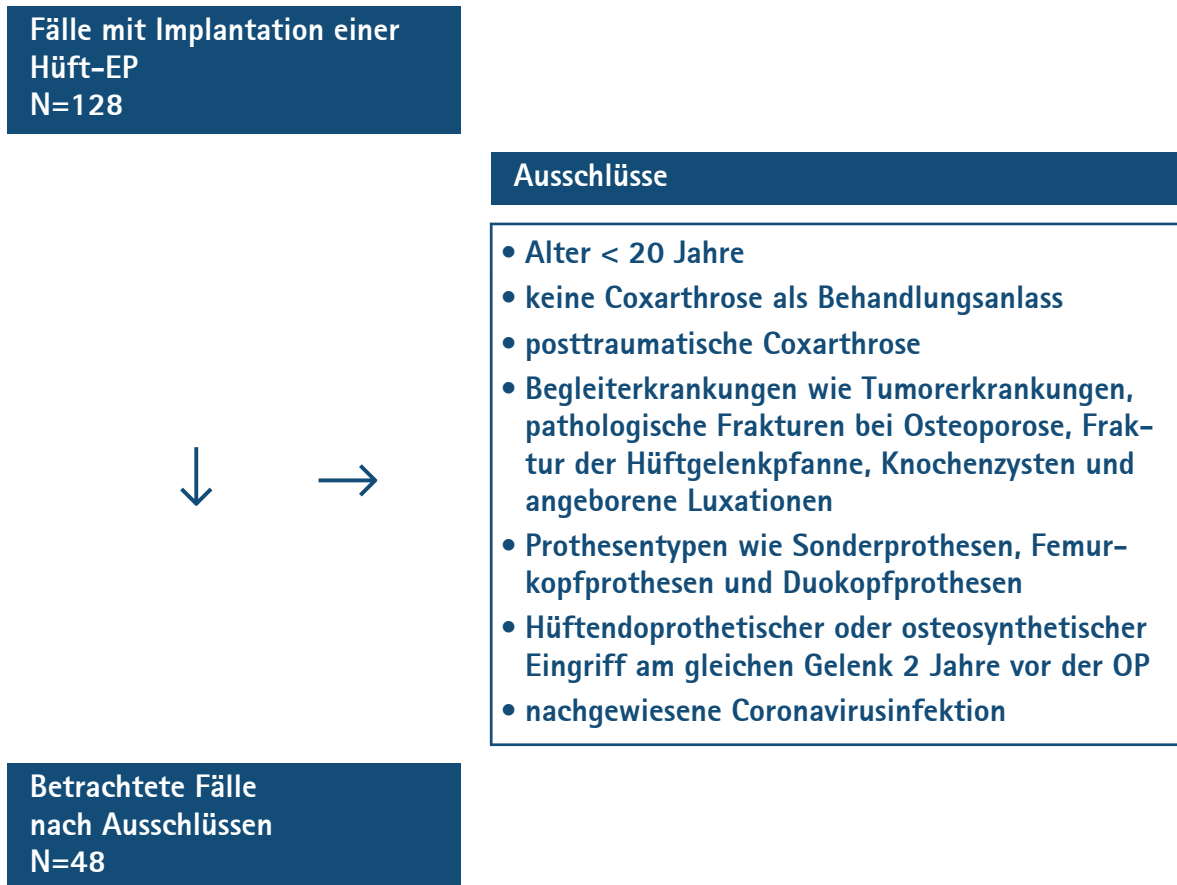 Fälle mit Implantation einer
Hüft-EP
N=128
Ausschlüsse
• Alter < 20 Jahre
• keine Coxarthrose als Behandlungsanlass
• posttraumatische Coxarthrose
• Begleiterkrankungen wie Tumorerkrankungen,
pathologische Frakturen bei Osteoporose, Frak-
tur der Hüftgelenkpfanne, Knochenzysten und
angeborene Luxationen
• Prothesentypen wie Sonderprothesen, Femur-
kopfprothesen und Duokopfprothesen
• Hüftendoprothetischer oder osteosynthetischer
Eingriff am gleichen Gelenk 2 Jahre vor der OP
• nachgewiesene Coronavirusinfektion
Betrachtete Fälle
nach Ausschlüssen
N=48